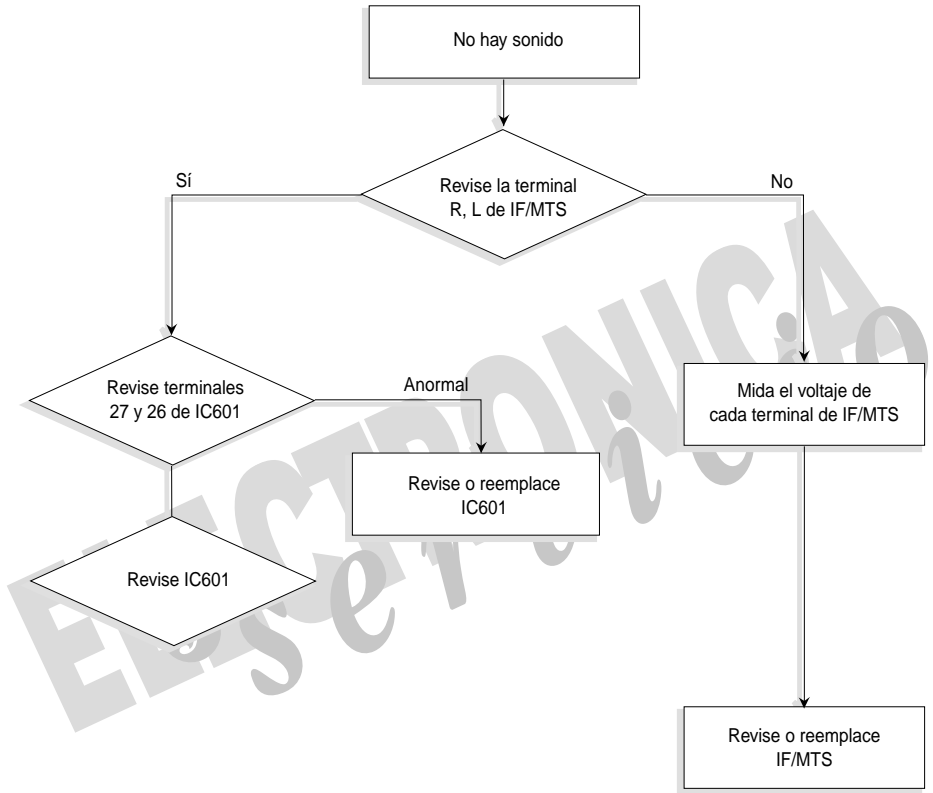 No hay sonido
Revise la terminal
R, L de IF/MTS
Sí
No
Revise terminales
27 y 26 de IC601
Anormal
Mida el voltaje de
cada terminal de IF/MTS
Revise o reemplace
IC601
Revise IC601
Revise o reemplace
IF/MTS
ELECTRONICA
y servicio